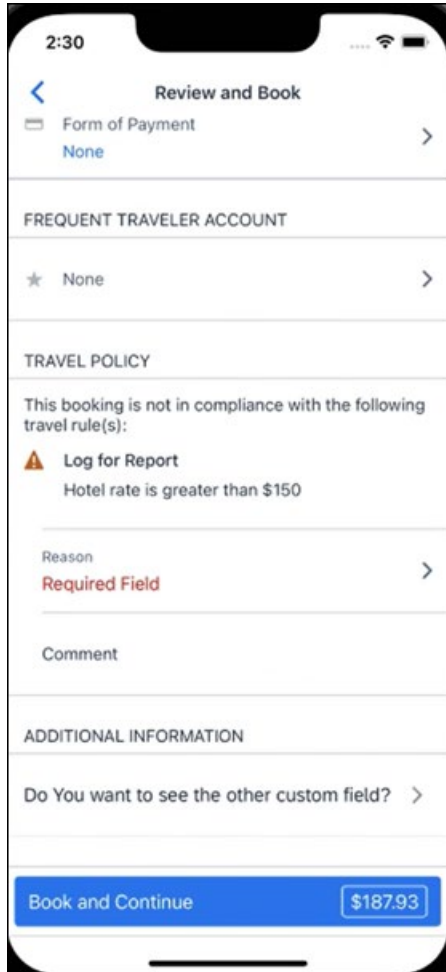 2:30
Review and Book
Form of Payment
None
FREQUENT TRAVELER ACCOUNT
None
TRAVEL POLICY
This booking is not in compliance with the following
travel rule(s):
Log for Report
Hotel rate is greater than $150
Reason
Required Field
Comment
ADDITIONAL INFORMATION
Do You want to see the other custom field?
Book and Continue $187.93